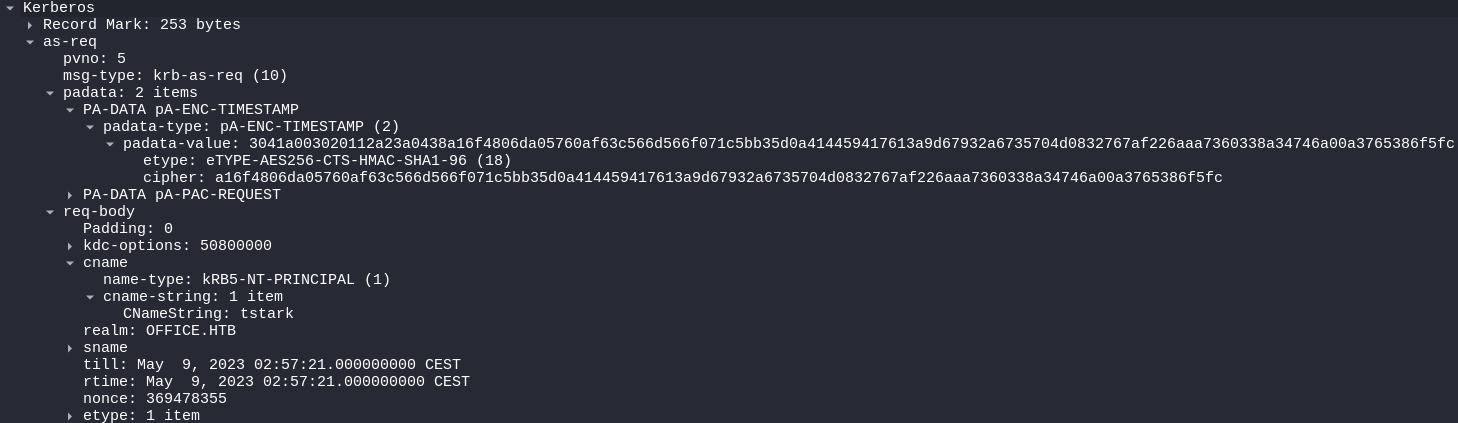 Kerberos
Record Mark: 253 bytes
as-req
pvno: 5
msg-type: krb-as-req (10)
padata: 2 items
PA-DATA pA-ENC-TIMESTAMP
padata-type: pA-ENC-TIMESTAMP (2)
padata-value: 3041a003020112a23a0438a16f4806da05760af63c566d566f071c5bb35d0a414459417613a9d67932a6735704d0832767af226aaa7360338a34746a00a3765386f5fc
etype: eTYPE-AES256-CTS-HMAC-SHA1-96 (18)
cipher: a16f4806da05760af63c566d566f071c5bb35d0a414459417613a9d67932a6735704d0832767af226aaa7360338a34746a00a3765386f5fc
PA-DATA pA-PAC-REQUEST
req-body
Padding: 0
kdc-options: 50800000
cname
name-type: kRB5-NT-PRINCIPAL (1)
cname-string: 1 item
CNameString: tstark
realm: OFFICE.HTB
sname
till: May  9, 2023 02:57:21.000000000 CEST
rtime: May  9, 2023 02:57:21.000000000 CEST
nonce: 369478355
etype: 1 item